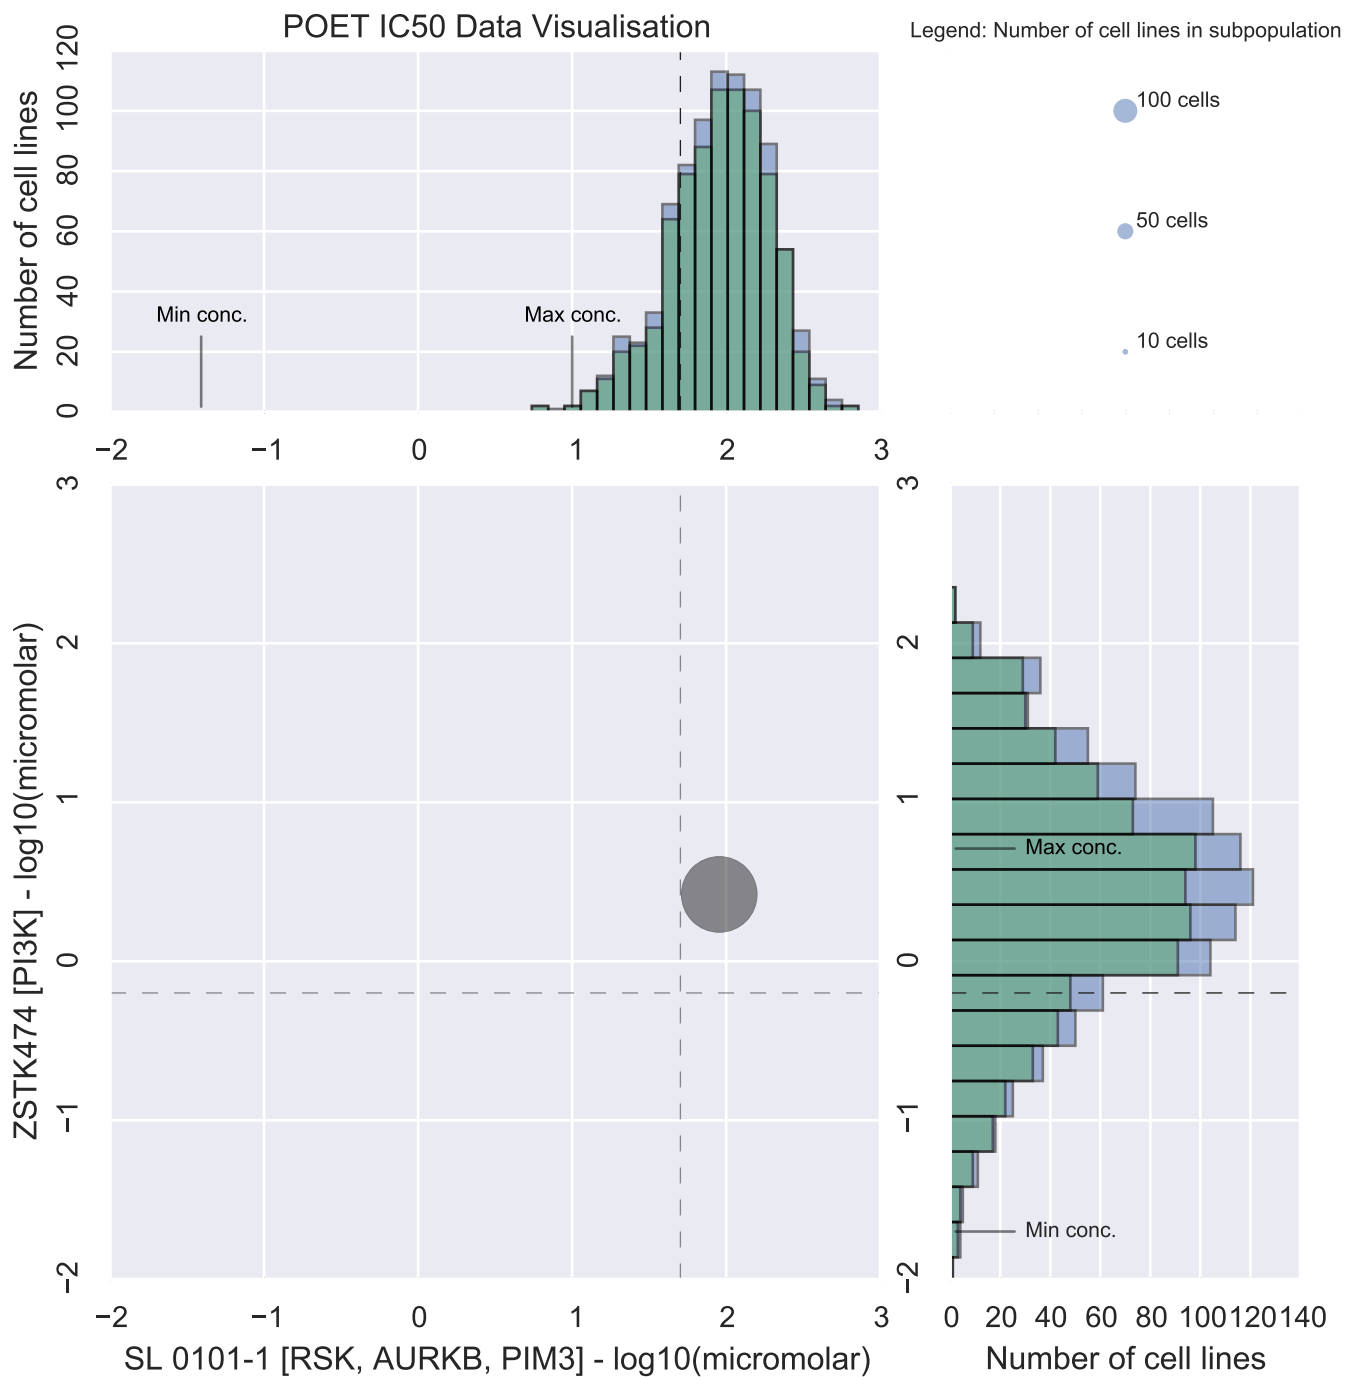 POET IC50 Data Visualisation
Legend: Number of cell lines in subpopulation
Number of cell lines
120
100
80
60
40
20
0
Min conc.
Max conc.
100 cells
50 cells
10 cells
−2 −1 0 1 2 3
ZSTK474 [PI3K] - log10(micromolar)
3
2
1
0
−1
−2
3
2
1
0
−1
−2
Max conc.
Min conc.
−2 −1 0 1 2 3
0 20 40 60 80 100 120 140
SL 0101-1 [RSK, AURKB, PIM3] - log10(micromolar)
Number of cell lines